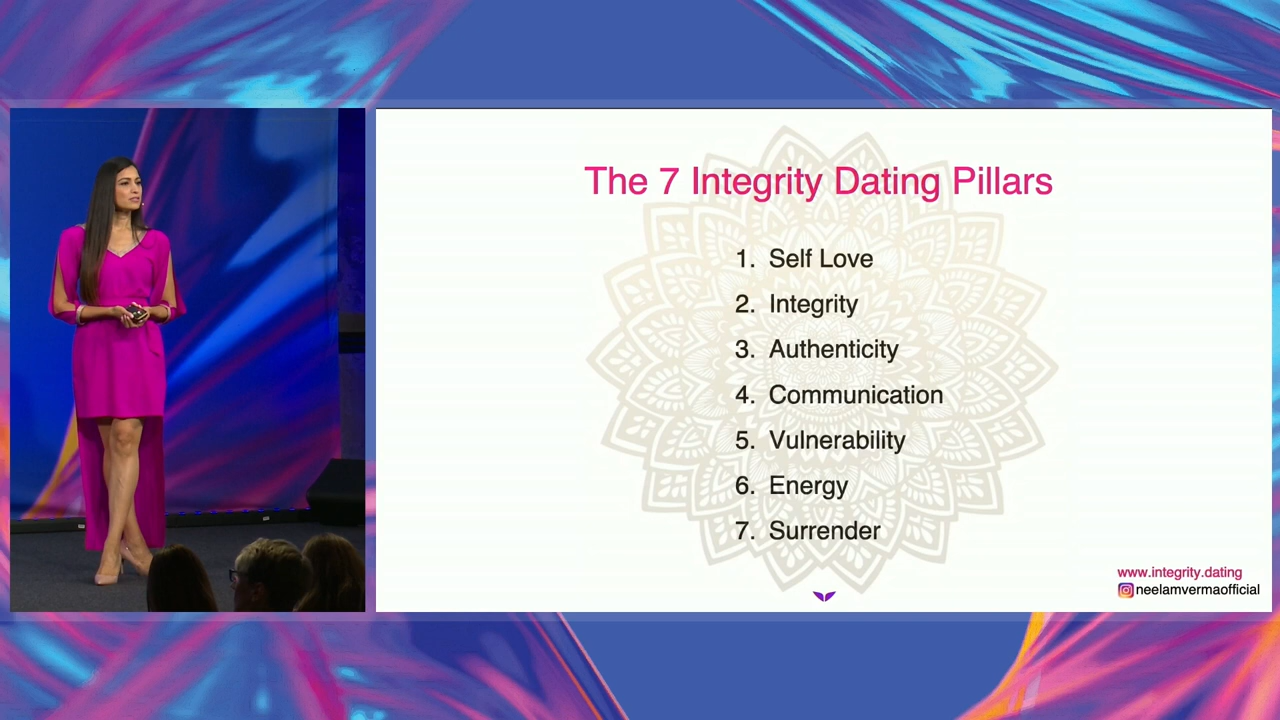 The 7 Integrity Dating Pillars
1. Self Love
2. Integrity
3. Authenticity
4. Communication
5. Vulnerability
6. Energy
7. Surrender
www.integrity.dating
neelamvermaofficial